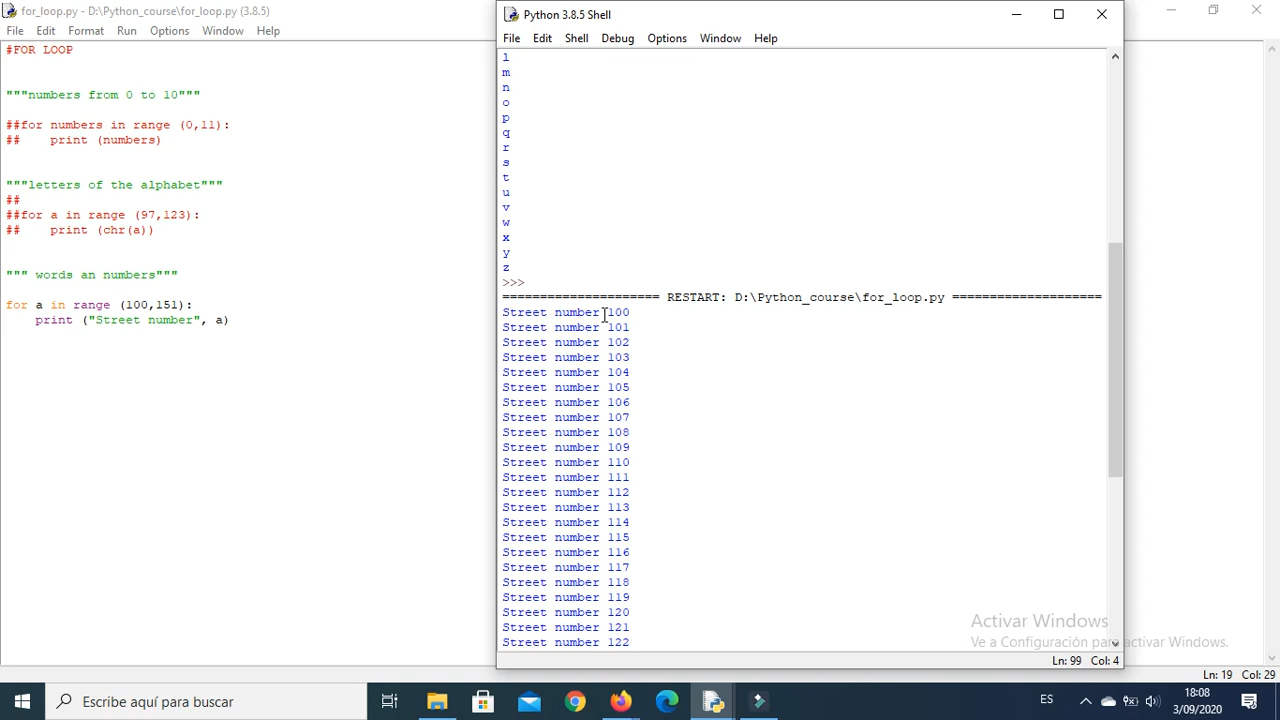 for_loop.py - D:\Python_course\for_loop.py (3.8.5)
File Edit Format Run Options Window Help
#FOR LOOP
"""numbers from 0 to 10"""
##for numbers in range (0,11):
##    print (numbers)
"""letters of the alphabet"""
##
##for a in range (97,123):
##    print (chr(a))
""" words an numbers"""
for a in range (100,151):
    print ("Street number", a)
Python 3.8.5 Shell
File Edit Shell Debug Options Window Help
l
m
n
o
p
q
r
s
t
u
v
w
x
y
z
>>>
===================== RESTART: D:\Python_course\for_loop.py ====================
Street number 100
Street number 101
Street number 102
Street number 103
Street number 104
Street number 105
Street number 106
Street number 107
Street number 108
Street number 109
Street number 110
Street number 111
Street number 112
Street number 113
Street number 114
Street number 115
Street number 116
Street number 117
Street number 118
Street number 119
Street number 120
Street number 121
Street number 122
Activar Windows
Ve a Configuración para activar Windows.
Ln: 99 Col: 4
Ln: 19 Col: 29
Escribe aquí para buscar
ES
18:08
3/09/2020